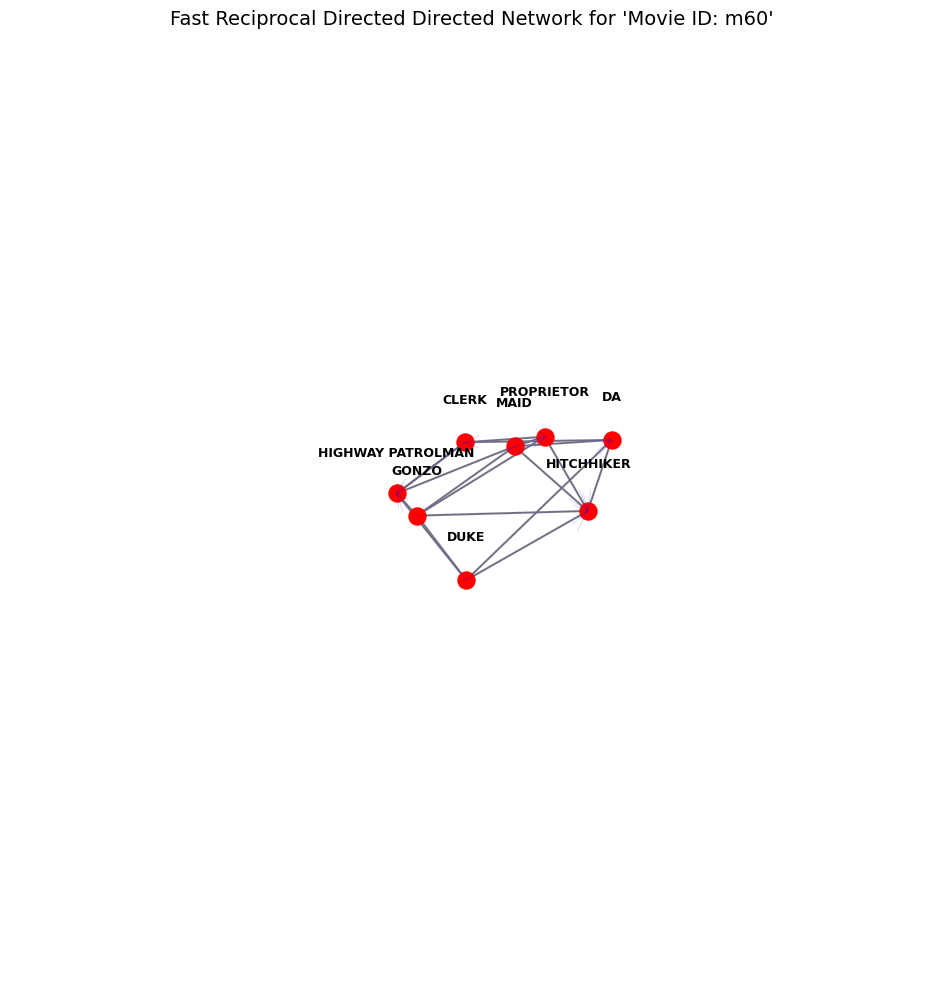 Fast Reciprocal Directed Directed Network for 'Movie ID: m60'
PROPRIETOR
DA
CLERK
MAID
HIGHWAY PATROLMAN
HITCHHIKER
GONZO
DUKE